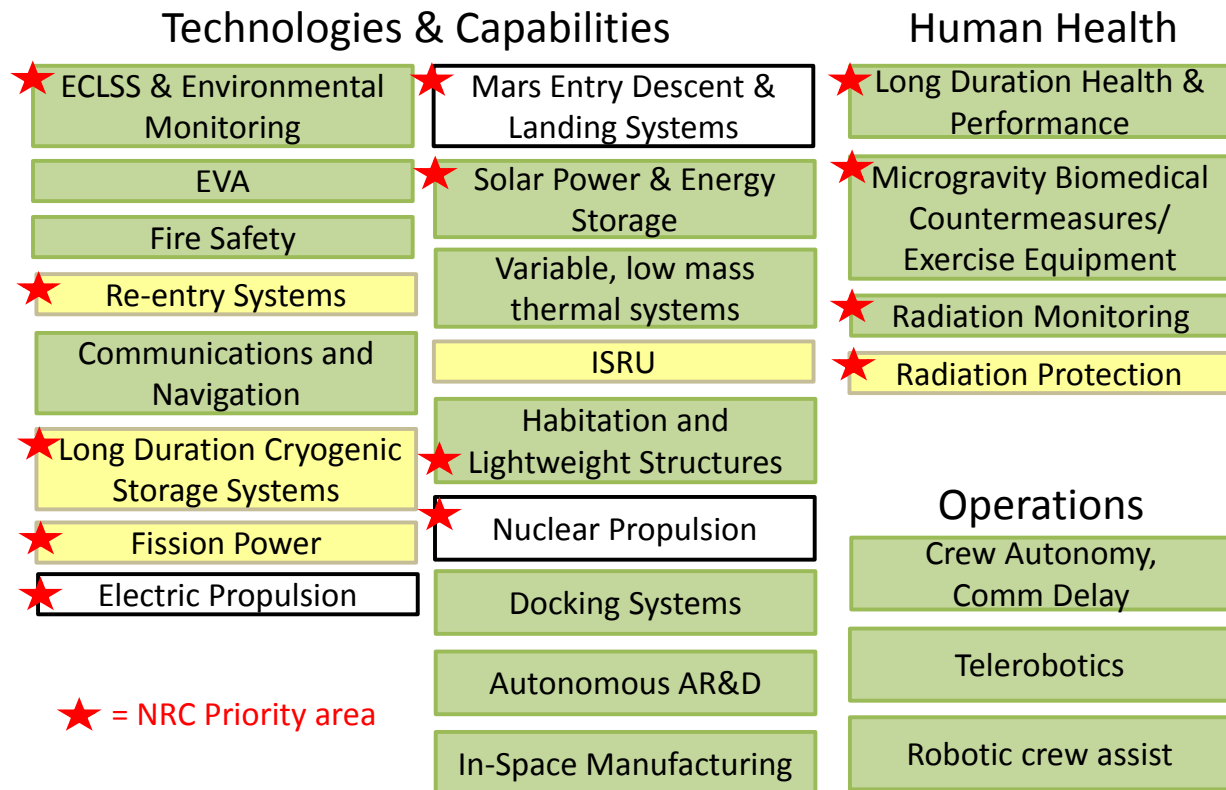 Technologies & Capabilities
ECLSS & Environmental
Monitoring
EVA
Fire Safety
Re-entry Systems
Communications and
Navigation
Long Duration Cryogenic
Storage Systems
Fission Power
Electric Propulsion
= NRC Priority area
Mars Entry Descent &
Landing Systems
Solar Power & Energy
Storage
Variable, low mass
thermal systems
ISRU
Habitation and
Lightweight Structures
Nuclear Propulsion
Docking Systems
Autonomous AR&D
In-Space Manufacturing
Human Health
Long Duration Health &
Performance
Microgravity Biomedical
Countermeasures/
Exercise Equipment
Radiation Monitoring
Radiation Protection
Operations
Crew Autonomy,
Comm Delay
Telerobotics
Robotic crew assist